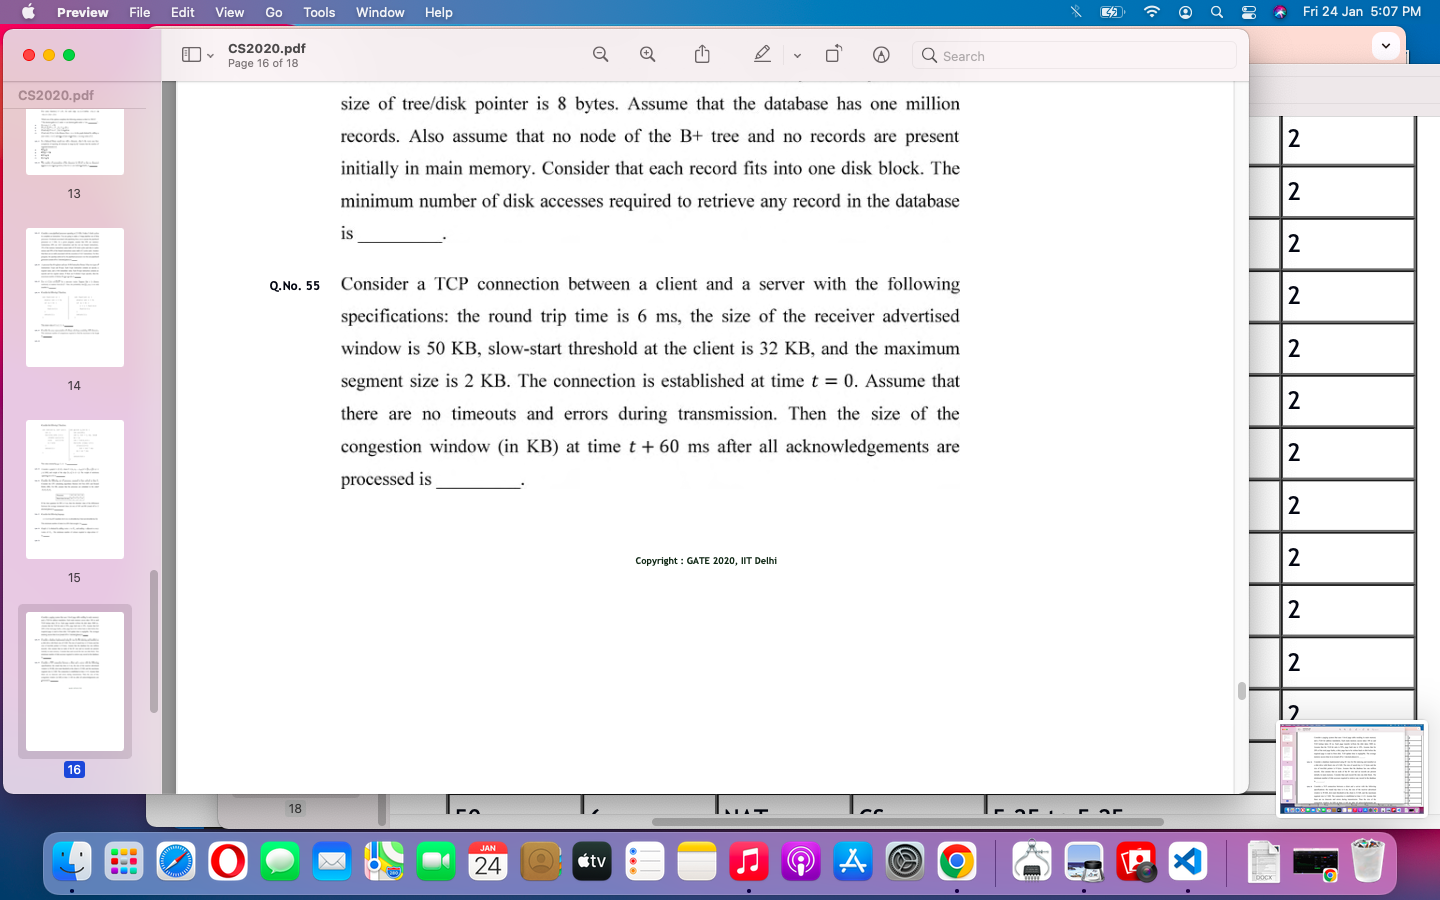 Preview File Edit View Go Tools Window Help Fri 24 Jan 5:07 PM
CS2020.pdf
Page 16 of 18
Search
CS2020.pdf
13
14
15
16
size of tree/disk pointer is 8 bytes. Assume that the database has one million
records. Also assume that no node of the B+ tree and no records are present
initially in main memory. Consider that each record fits into one disk block. The
minimum number of disk accesses required to retrieve any record in the database
is _________.
Q.No. 55 Consider a TCP connection between a client and a server with the following
specifications: the round trip time is 6 ms, the size of the receiver advertised
window is 50 KB, slow-start threshold at the client is 32 KB, and the maximum
segment size is 2 KB. The connection is established at time t = 0. Assume that
there are no timeouts and errors during transmission. Then the size of the
congestion window (in KB) at time t + 60 ms after all acknowledgements are
processed is _________.
Copyright : GATE 2020, IIT Delhi
2
2
2
2
2
2
2
2
2
2
2
2
18
JAN
24
tv
DOCX